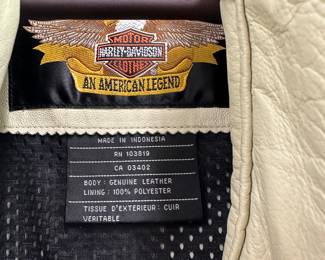 MOTOR
HARLEY-DAVIDSON
CLOTHES
AN AMERICAN LEGEND
MADE IN INDONESIA
RN 103819
CA 03402
BODY: GENUINE LEATHER
LINING: 100% POLYESTER
TISSUE D'EXTERIEUR: CUIR
VERITABLE